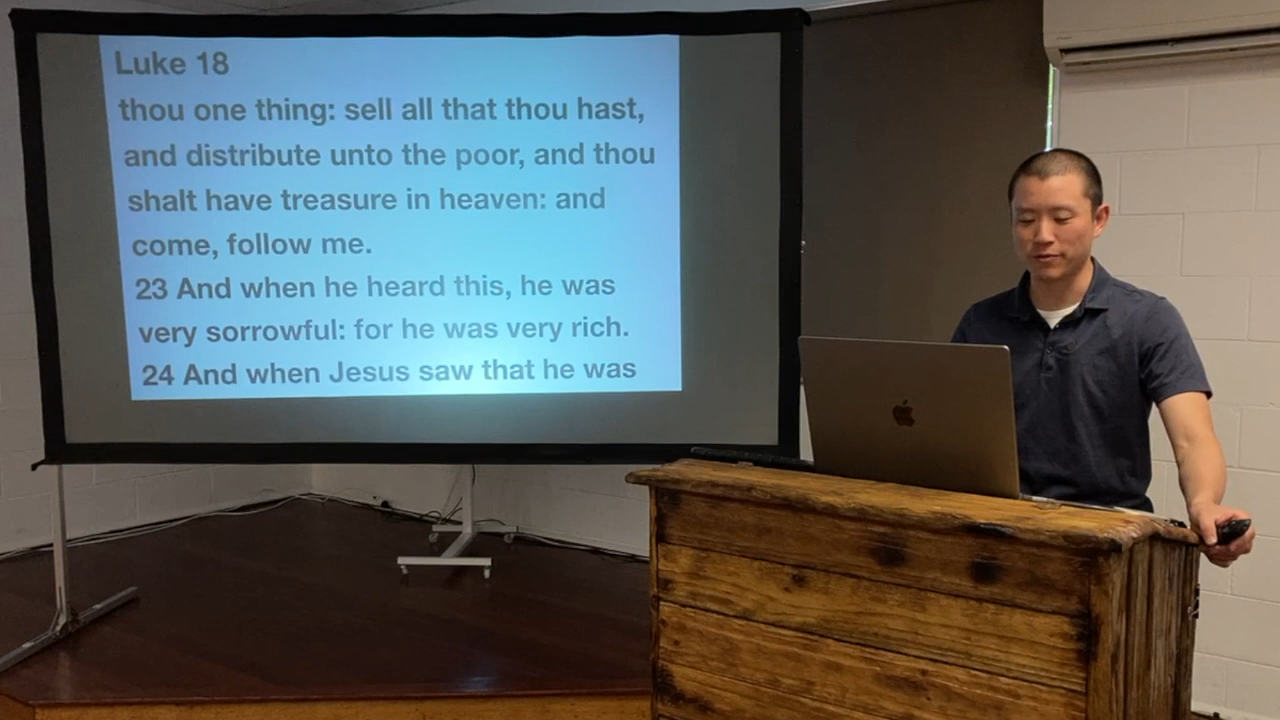 Luke 18
thou one thing: sell all that thou hast,
and distribute unto the poor, and thou
shalt have treasure in heaven: and
come, follow me.
23 And when he heard this, he was
very sorrowful: for he was very rich.
24 And when Jesus saw that he was